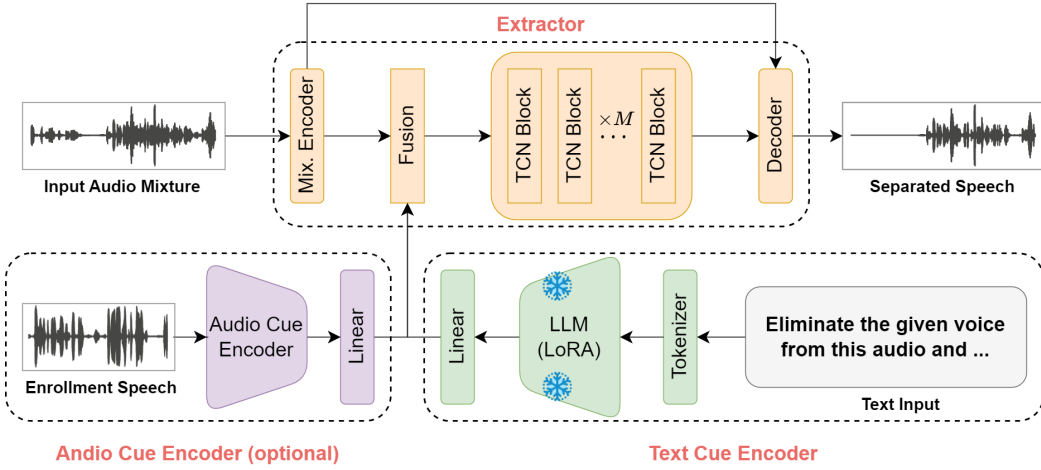 Extractor
Mix. Encoder
Fusion
TCN Block
TCN Block
×M
...
TCN Block
Decoder
Input Audio Mixture
Separated Speech
Audio Cue
Encoder
Linear
Enrollment Speech
Linear
LLM
(LoRA)
Tokenizer
Eliminate the given voice
from this audio and ...
Text Input
Andio Cue Encoder (optional)
Text Cue Encoder